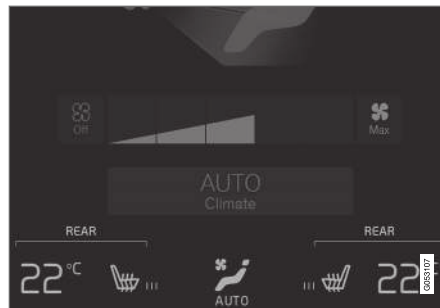 Off
Max
AUTO
Climate
REAR REAR
22°C 22°
AUTO
G053107